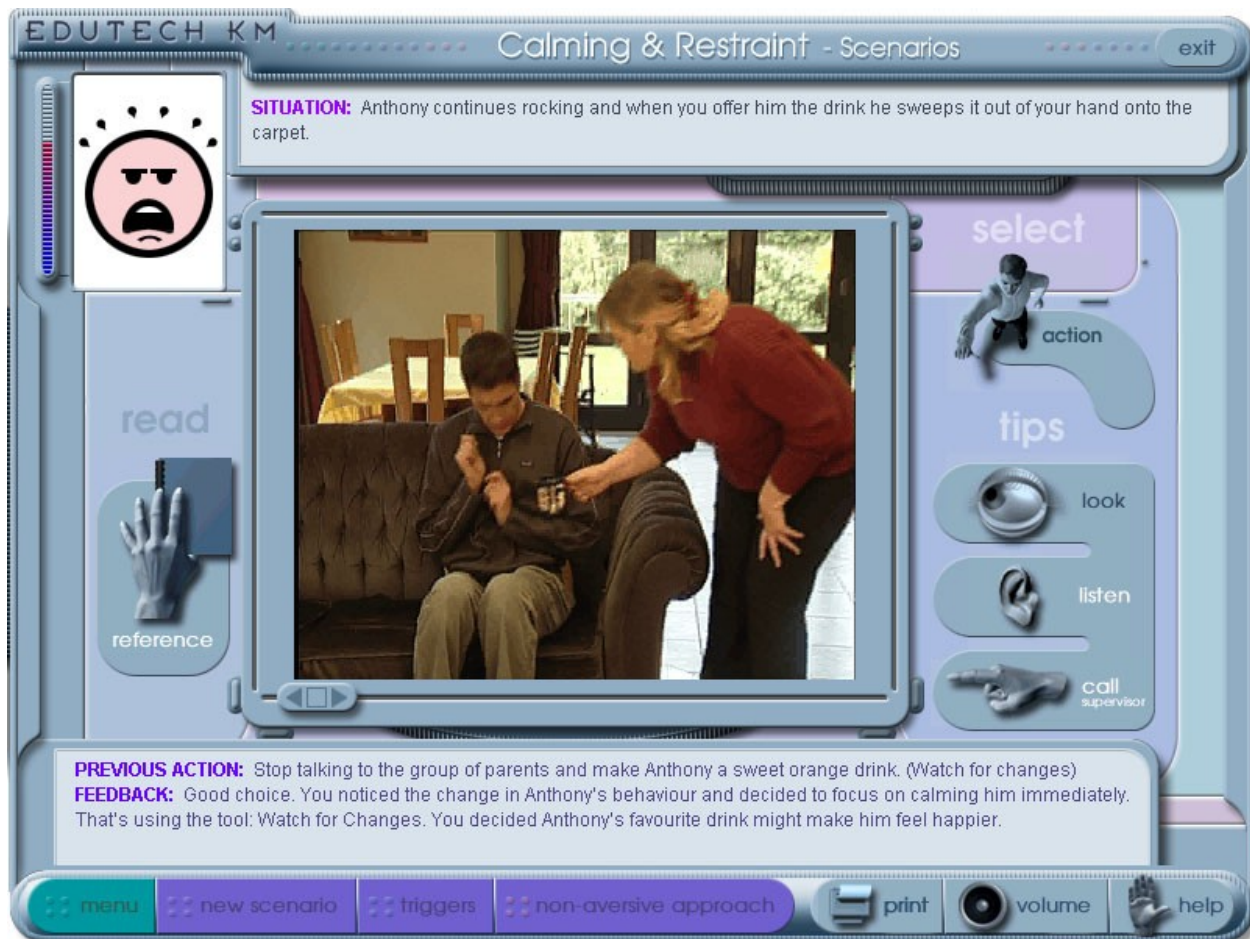 EDUTECH KM
Calming & Restraint - Scenarios
exit
SITUATION: Anthony continues rocking and when you offer him the drink he sweeps it out of your hand onto the
carpet.
select
action
read
tips
look
listen
reference
call
supervisor
PREVIOUS ACTION: Stop talking to the group of parents and make Anthony a sweet orange drink. (Watch for changes)
FEEDBACK: Good choice. You noticed the change in Anthony's behaviour and decided to focus on calming him immediately.
That's using the tool: Watch for Changes. You decided Anthony's favourite drink might make him feel happier.
menu
new scenario
triggers
non-aversive approach
print
volume
help